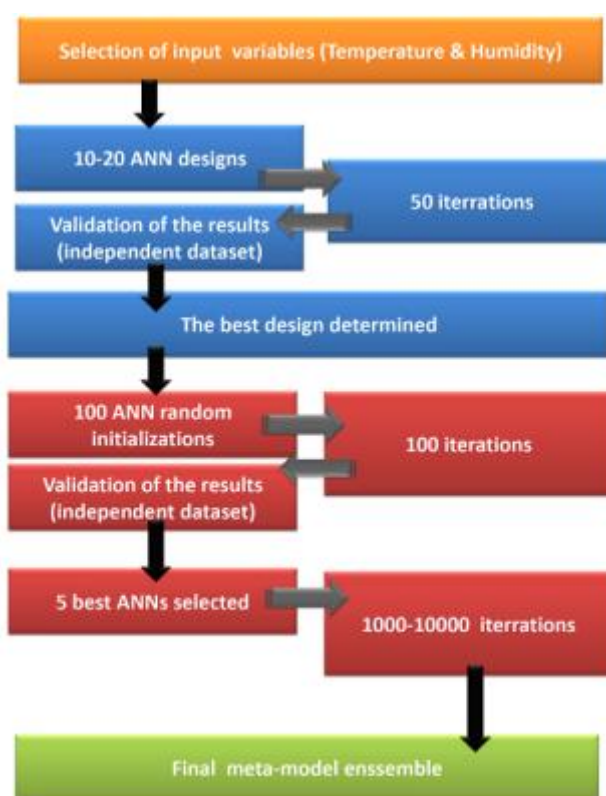 Selection of input variables (Temperature & Humidity)
10-20 ANN designs
50 iterrations
Validation of the results
(independent dataset)
The best design determined
100 ANN random
initializations
100 iterations
Validation of the results
(independent dataset)
5 best ANNs selected
1000-10000 iterrations
Final meta-model enssemble